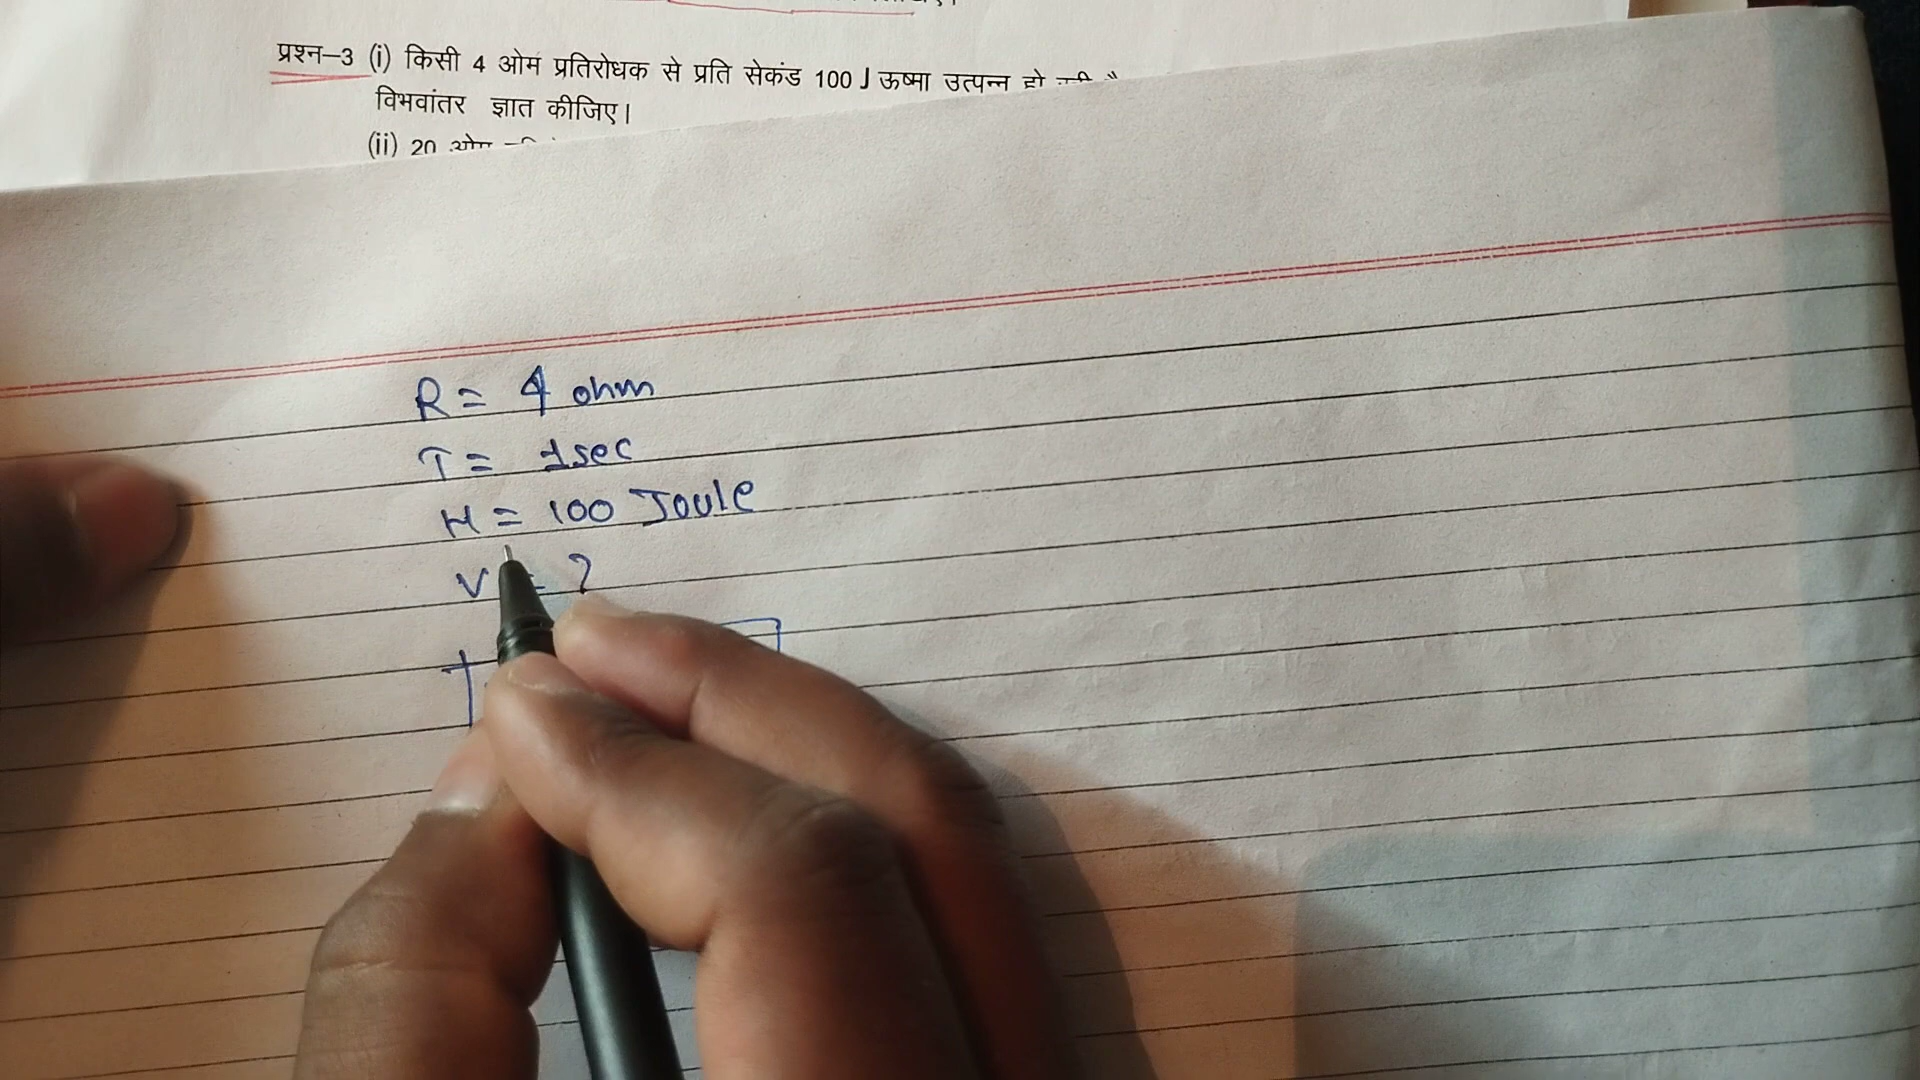 प्रश्न–3 (i) किसी 4 ओम प्रतिरोधक से प्रति सेकंड 100 J ऊष्मा उत्पन्न हो
विभवांतर ज्ञात कीजिए।
(ii) 20 ओम
R = 4 ohm
T = 1sec
H = 100 Joule
V = ?